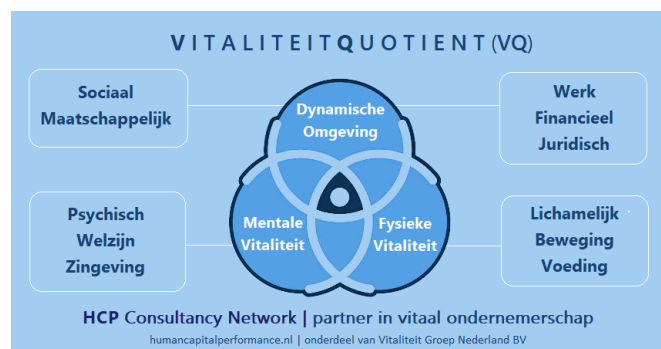 VITALITEITQUOTIENT (VQ)
Sociaal
Maatschappelijk
Dynamische
Omgeving
Werk
Financieel
Juridisch
Psychisch
Welzijn
Zingeving
Mentale
Vitaliteit
Fysieke
Vitaliteit
Lichamelijk
Beweging
Voeding
HCP Consultancy Network | partner in vitaal ondernemerschap
humancapitalperformance.nl | onderdeel van Vitaliteit Groep Nederland BV